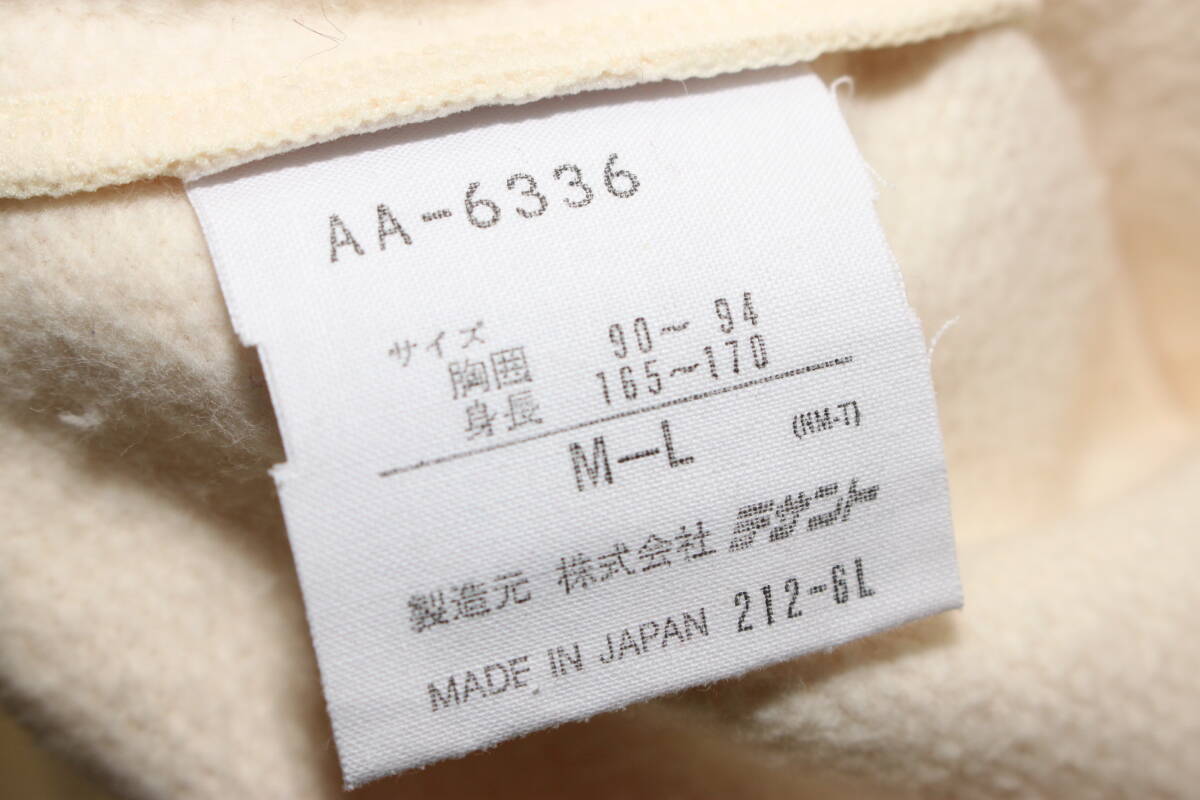 AA-6336
サイズ
胸囲 90〜 94
身長 165〜170
M-L (NM-T)
製造元 株式会社 デサント
MADE IN JAPAN 212-6L